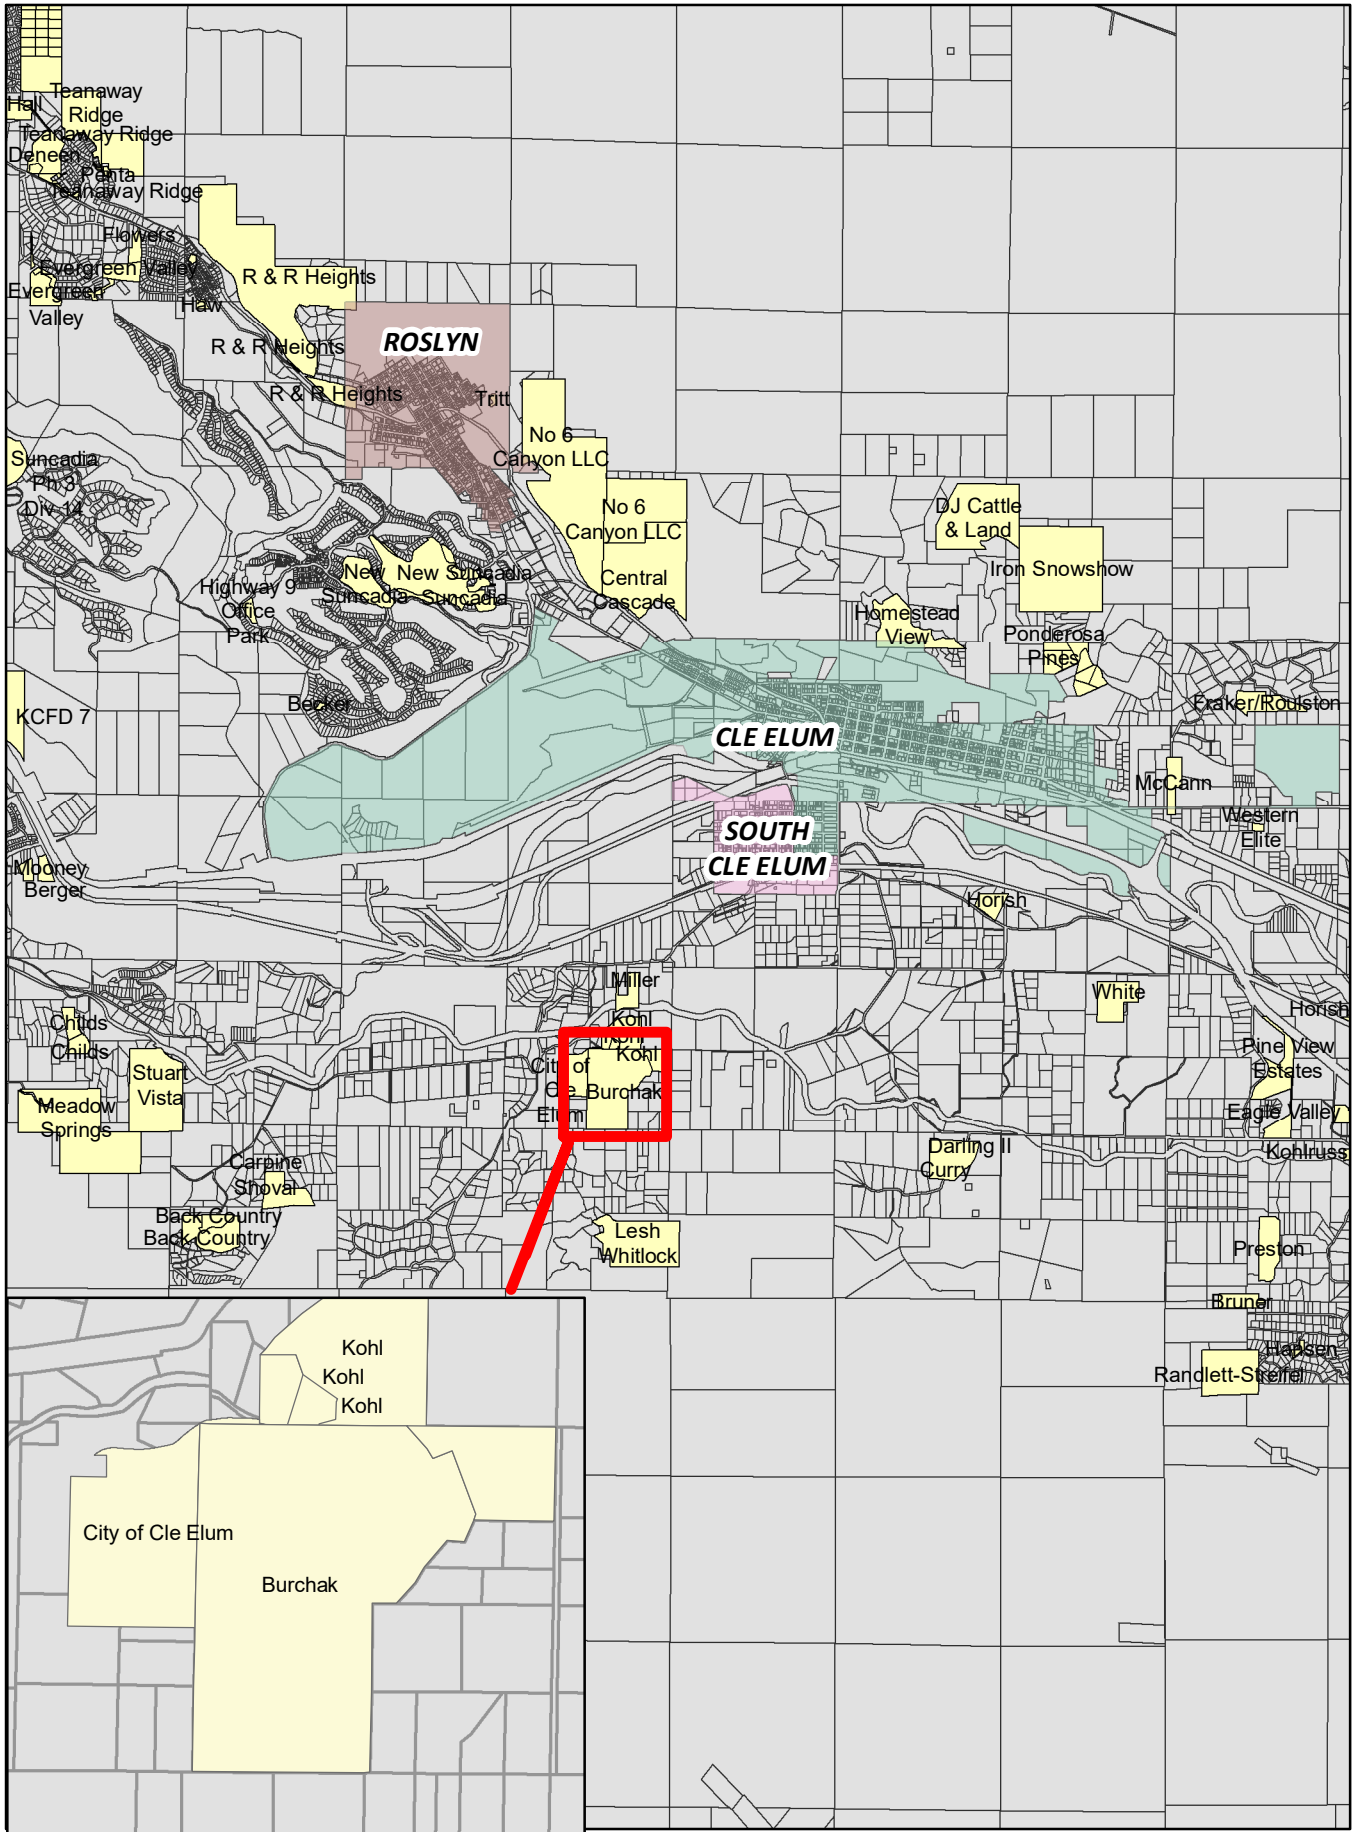 Hall
Teanaway
Ridge
Teanaway Ridge
Deneen
Penta
Teanaway Ridge
Flowers
Evergreen Valley
Evergreen
Valley
Haw
R & R Heights
R & R Heights
R & R Heights
ROSLYN
Tritt
No 6
Canyon LLC
No 6
Canyon LLC
Central
Cascade
Suncadia
Ph 3
Div 14
New
Suncadia
New Suncadia
Suncadia
Highway 9
Office
Park
Becker
KCFD 7
DJ Cattle
& Land
Iron Snowshow
Homestead
View
Ponderosa
Pines
Fraker/Roulston
CLE ELUM
McCann
Western
Elite
SOUTH
CLE ELUM
Mooney
Berger
Horish
Miller
Kohl
Kohl
Kohl
White
Horish
Childs
Childs
Stuart
Vista
City of
Cle
Elum
Burchak
Pine View
Estates
Meadow
Springs
Eagle Valley
Kohlruss
Darling II
Curry
Carpine
Shoval
Back Country
Back Country
Lesh
Whitlock
Preston
Bruner
Hansen
Randlett-Streifel
Kohl
Kohl
Kohl
City of Cle Elum
Burchak